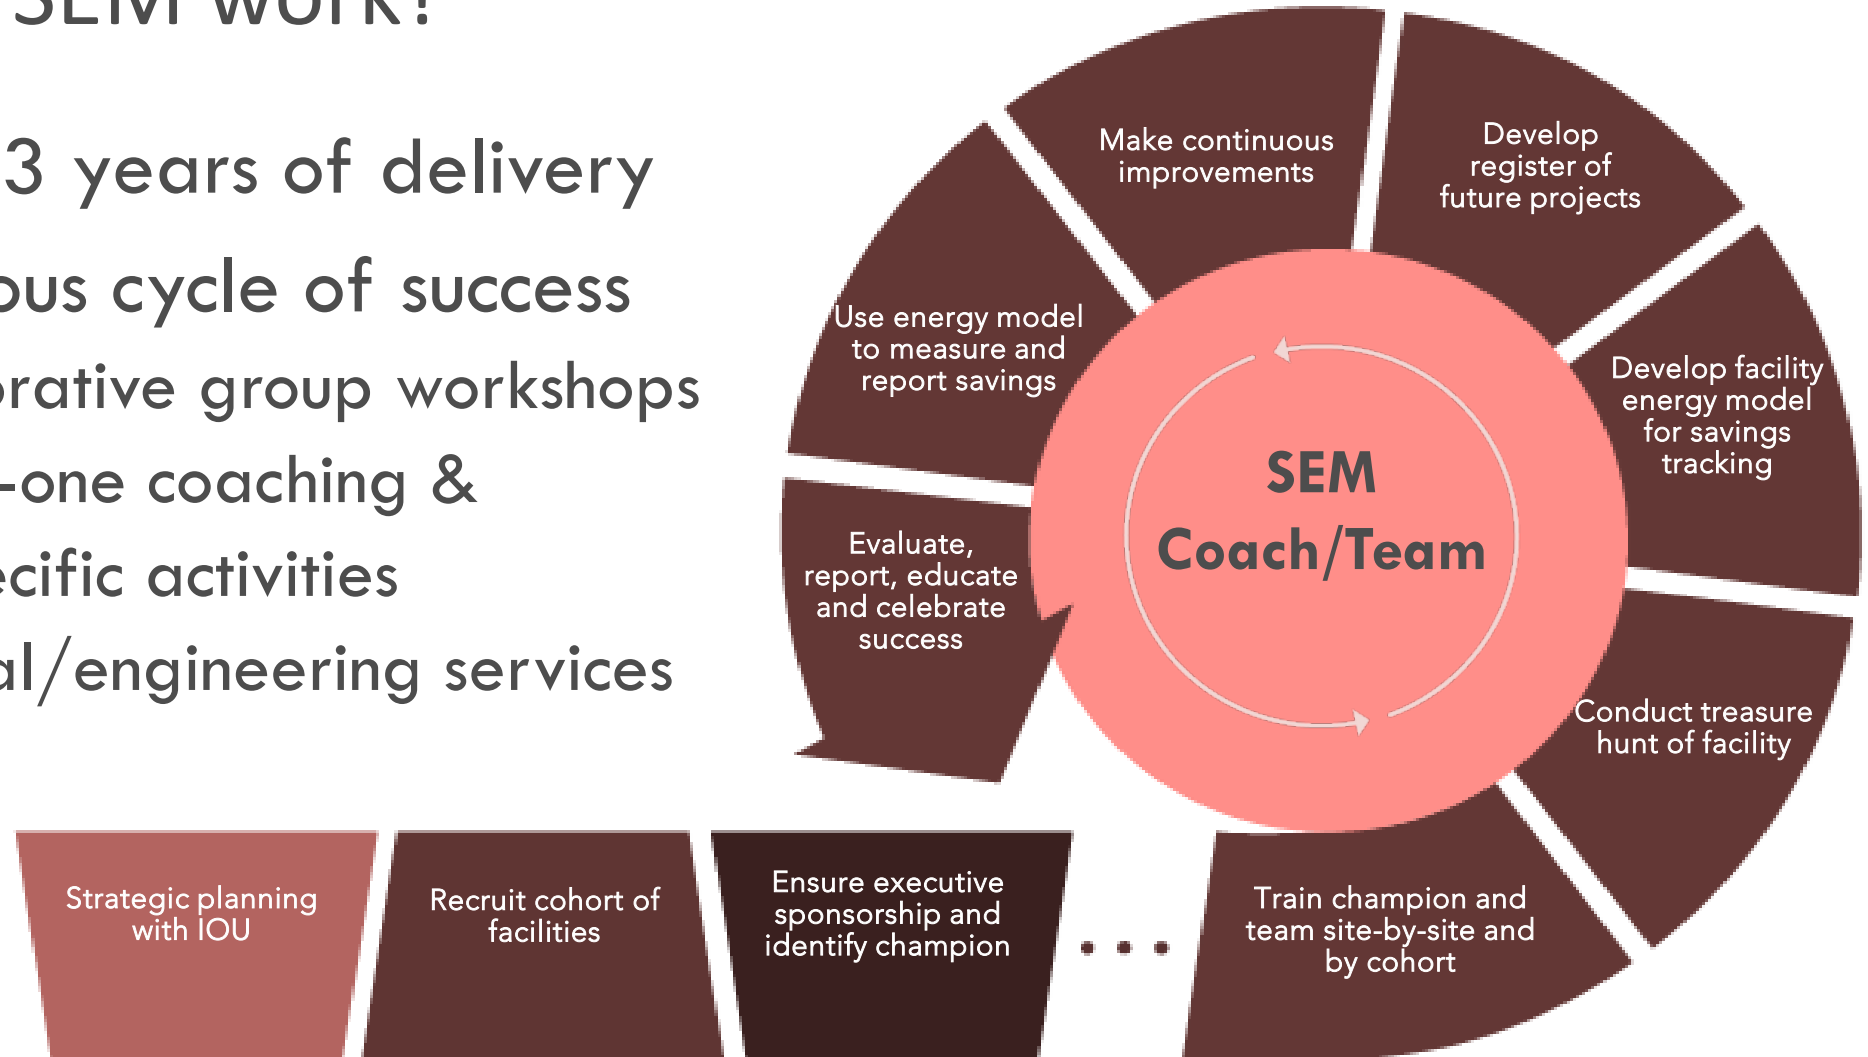 SEM work?
3 years of delivery
ous cycle of success
orative group workshops
-one coaching &
ecific activities
al/engineering services
Make continuous
improvements
Develop
register of
future projects
Use energy model
to measure and
report savings
Develop facility
energy model
for savings
tracking
SEM
Coach/Team
Evaluate,
report, educate
and celebrate
success
Conduct treasure
hunt of facility
Strategic planning
with IOU
Recruit cohort of
facilities
Ensure executive
sponsorship and
identify champion
...
Train champion and
team site-by-site and
by cohort